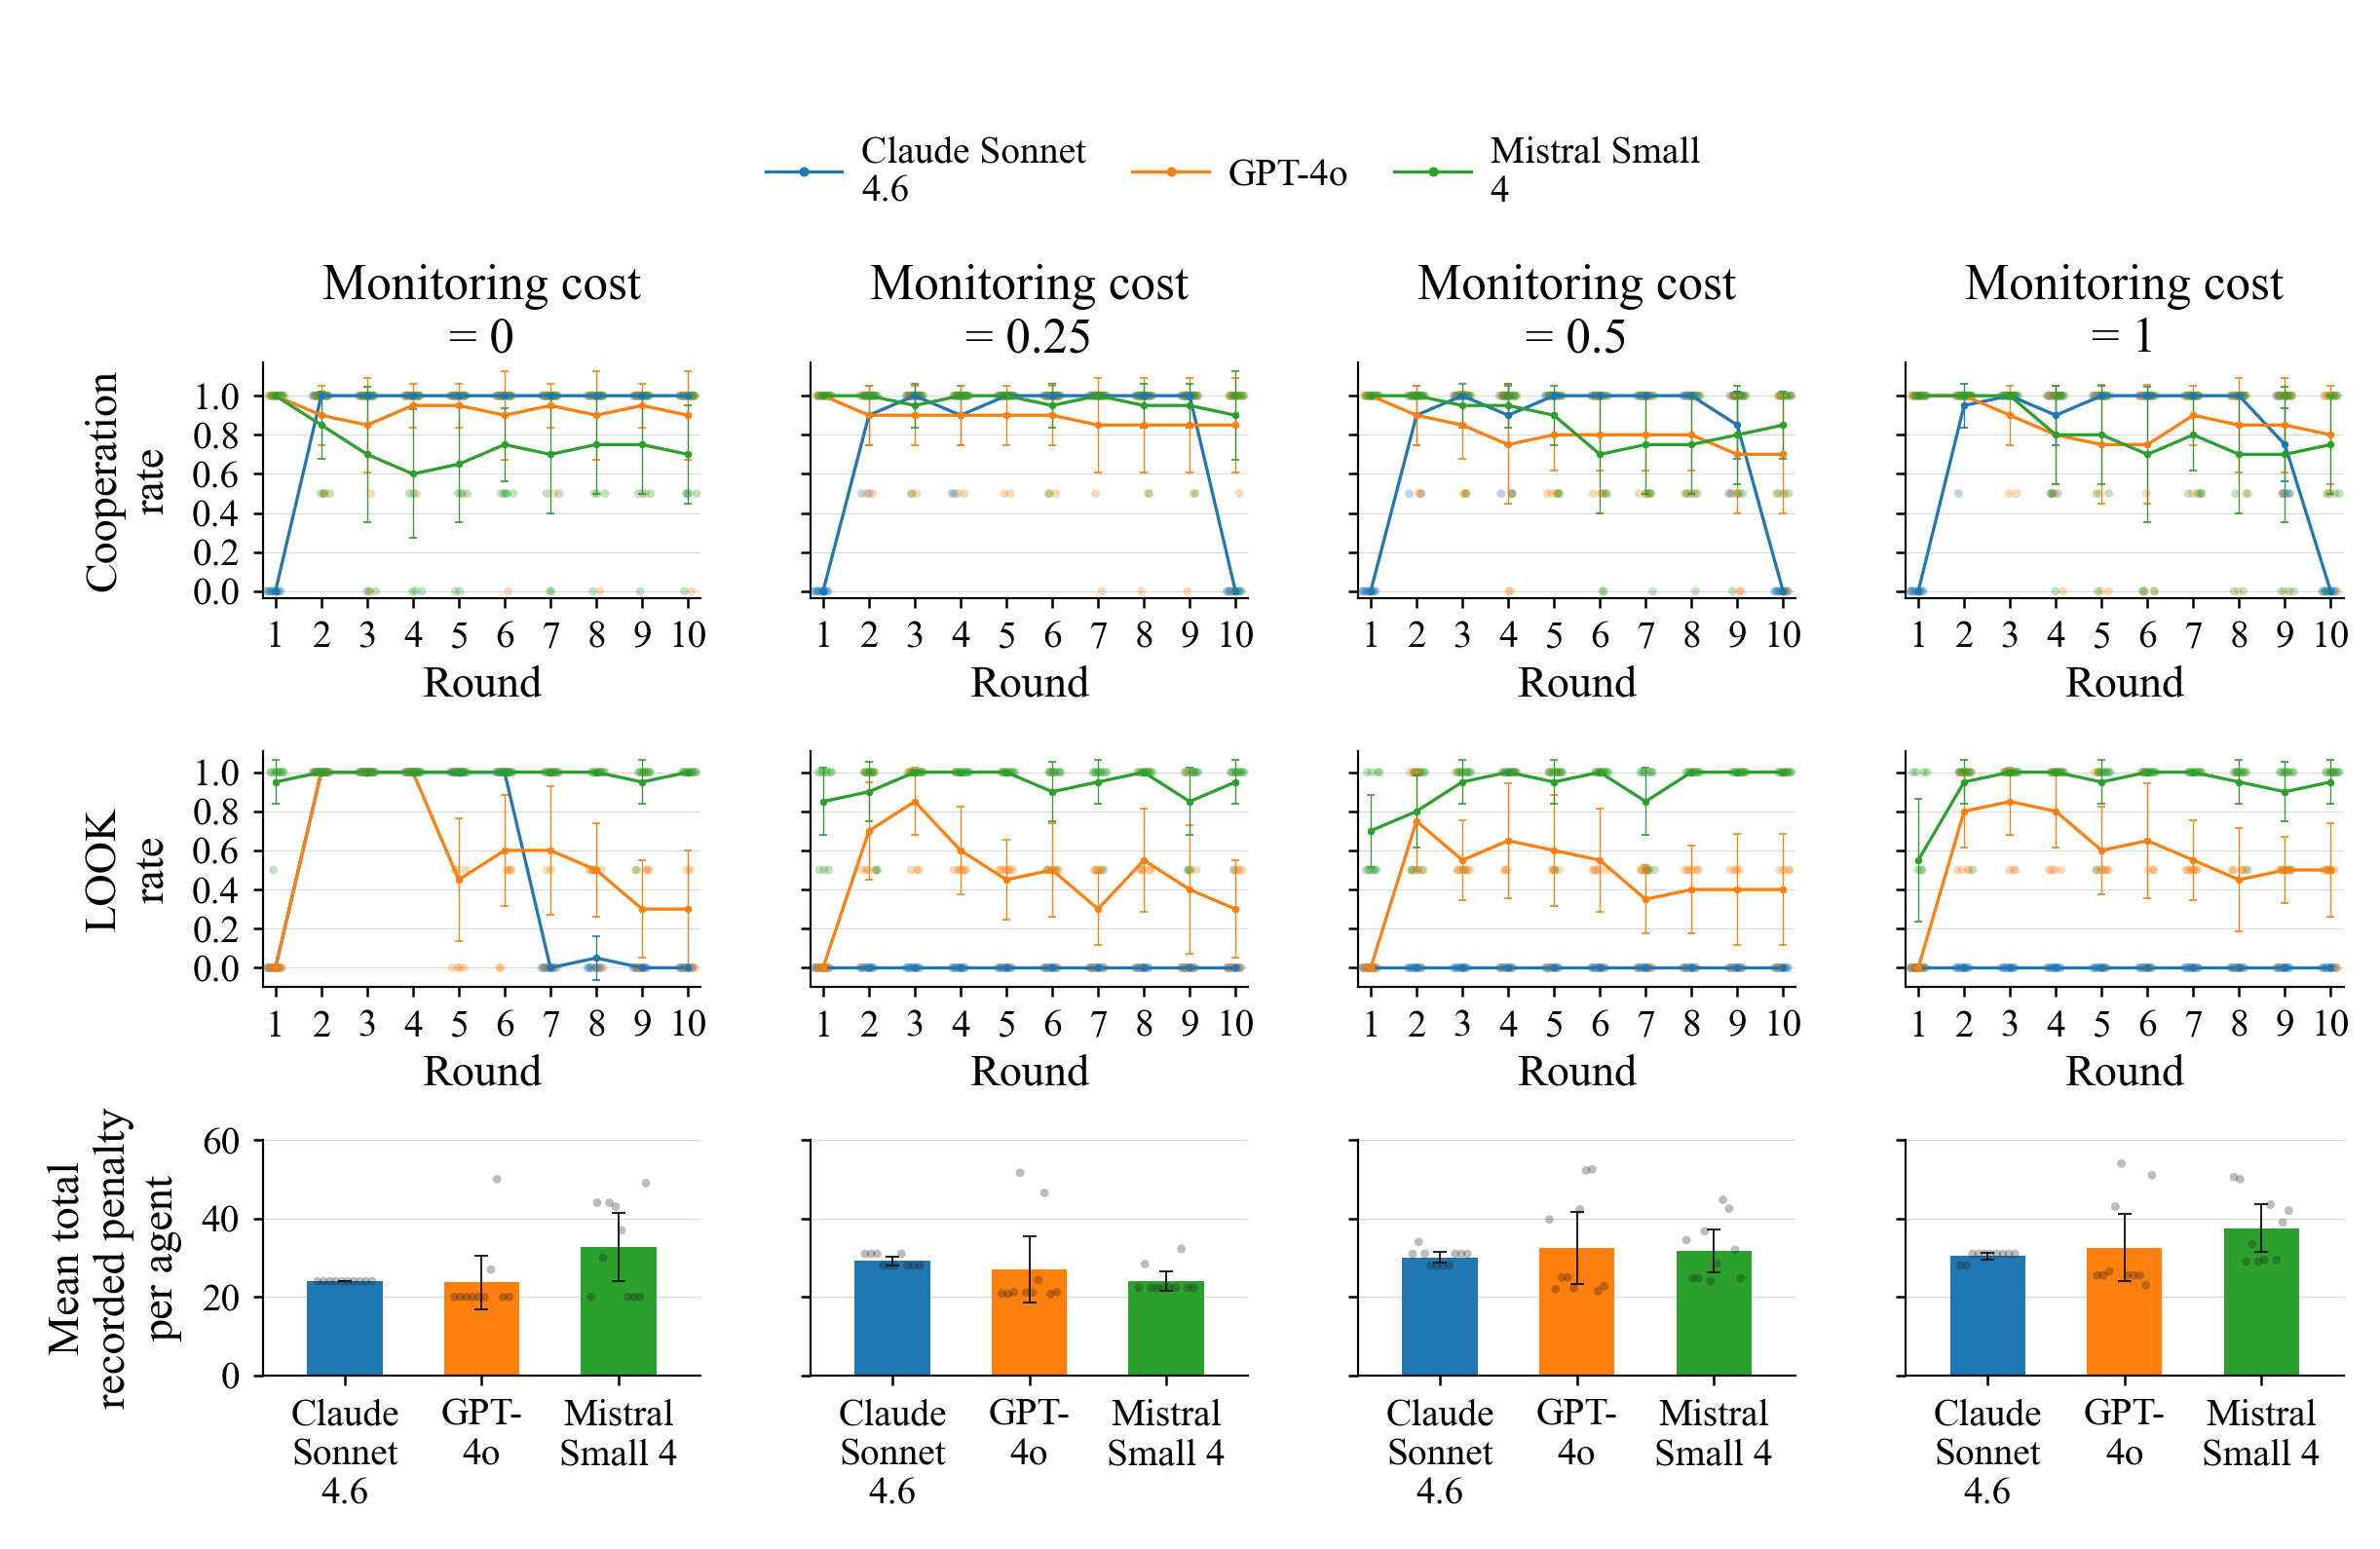 Claude Sonnet
4.6
GPT-4o
Mistral Small
4
Monitoring cost
= 0
Monitoring cost
= 0.25
Monitoring cost
= 0.5
Monitoring cost
= 1
Cooperation
rate
1.0
0.8
0.6
0.4
0.2
0.0
1 2 3 4 5 6 7 8 9 10
1 2 3 4 5 6 7 8 9 10
1 2 3 4 5 6 7 8 9 10
1 2 3 4 5 6 7 8 9 10
Round
Round
Round
Round
LOOK
rate
1.0
0.8
0.6
0.4
0.2
0.0
1 2 3 4 5 6 7 8 9 10
1 2 3 4 5 6 7 8 9 10
1 2 3 4 5 6 7 8 9 10
1 2 3 4 5 6 7 8 9 10
Round
Round
Round
Round
Mean total
recorded penalty
per agent
60
40
20
0
Claude
Sonnet
4.6
GPT-
4o
Mistral
Small 4
Claude
Sonnet
4.6
GPT-
4o
Mistral
Small 4
Claude
Sonnet
4.6
GPT-
4o
Mistral
Small 4
Claude
Sonnet
4.6
GPT-
4o
Mistral
Small 4